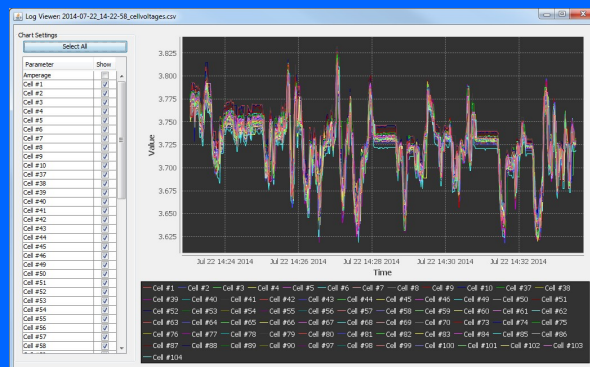 Log Viewer: 2014-07-22_14-22-58_cellvoltages.csv
Chart Settings
Select All
Parameter Show
Amperage
Cell #1
Cell #2
Cell #3
Cell #4
Cell #5
Cell #6
Cell #7
Cell #8
Cell #9
Cell #10
Cell #37
Cell #38
Cell #39
Cell #40
Cell #41
Cell #42
Cell #43
Cell #44
Cell #45
Cell #46
Cell #49
Cell #50
Cell #51
Cell #52
Cell #53
Cell #54
Cell #55
Cell #56
Cell #57
Cell #58
Value
3.825
3.800
3.775
3.750
3.725
3.700
3.675
3.650
3.625
Jul 22 14:24 2014 Jul 22 14:26 2014 Jul 22 14:28 2014 Jul 22 14:30 2014 Jul 22 14:32 2014
Time
Cell #1 Cell #2 Cell #3 Cell #4 Cell #5 Cell #6 Cell #7 Cell #8 Cell #9 Cell #10 Cell #37 Cell #38
Cell #39 Cell #40 Cell #41 Cell #42 Cell #43 Cell #44 Cell #45 Cell #46 Cell #49 Cell #50 Cell #51
Cell #52 Cell #53 Cell #54 Cell #55 Cell #56 Cell #57 Cell #58 Cell #59 Cell #60 Cell #61 Cell #62
Cell #63 Cell #64 Cell #65 Cell #66 Cell #67 Cell #68 Cell #69 Cell #70 Cell #73 Cell #74 Cell #75
Cell #76 Cell #77 Cell #78 Cell #79 Cell #80 Cell #81 Cell #82 Cell #83 Cell #84 Cell #85 Cell #86
Cell #87 Cell #88 Cell #89 Cell #90 Cell #97 Cell #98 Cell #99 Cell #100 Cell #101 Cell #102 Cell #103
Cell #104